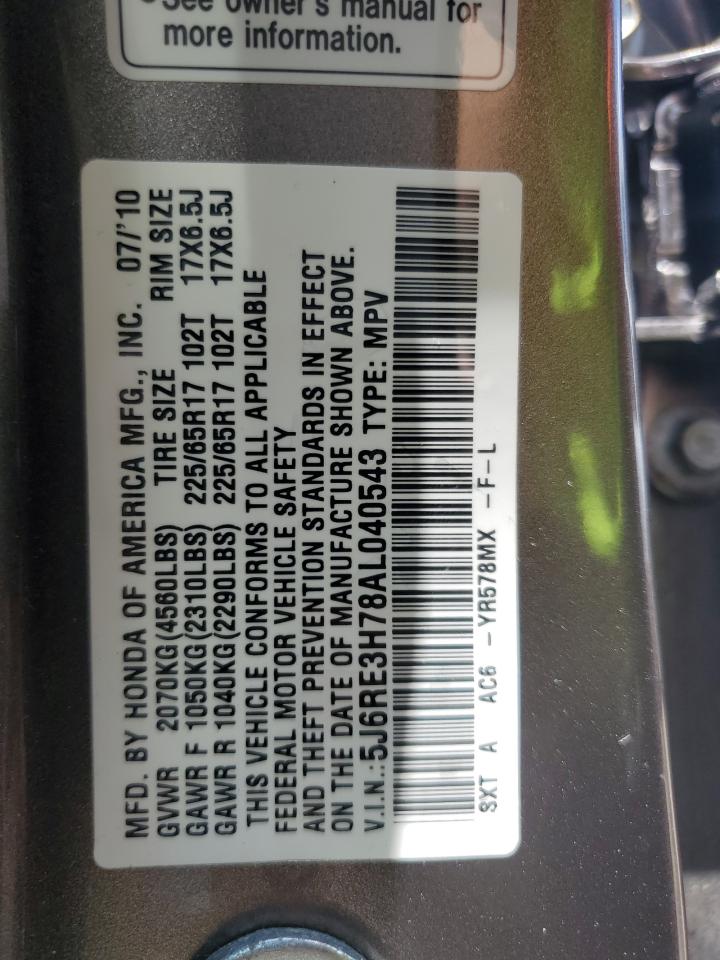 See owner's manual for
more information.
MFD. BY HONDA OF AMERICA MFG., INC. 07/'10
GVWR 2070KG(4560LBS) TIRE SIZE RIM SIZE
GAWR F 1050KG(2310LBS) 225/65R17 102T 17X6.5J
GAWR R 1040KG(2290LBS) 225/65R17 102T 17X6.5J
THIS VEHICLE CONFORMS TO ALL APPLICABLE
FEDERAL MOTOR VEHICLE SAFETY
AND THEFT PREVENTION STANDARDS IN EFFECT
ON THE DATE OF MANUFACTURE SHOWN ABOVE.
V.I.N.:5J6RE3H78AL040543 TYPE: MPV
SXT A AC6 -YR578MX -F-L